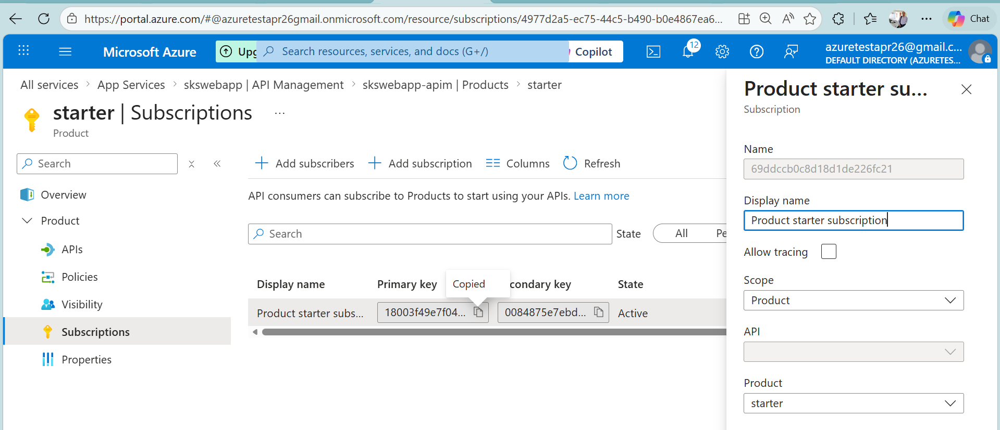 https://portal.azure.com/#@azuretestapr26gmail.onmicrosoft.com/resource/subscriptions/4977d2a5-ec75-44c5-b490-b0e4867ea6...
Chat
Microsoft Azure
Upg
Search resources, services, and docs (G+/)
Copilot
12
azuretestapr26@gmail.c...
DEFAULT DIRECTORY (AZURETES...
All services > App Services > skswebapp | API Management > skswebapp-apim | Products > starter
starter | Subscriptions ...
Product
Search
Overview
Product
APIs
Policies
Visibility
Subscriptions
Properties
Add subscribers
Add subscription
Columns
Refresh
API consumers can subscribe to Products to start using your APIs. Learn more
Search
State
All
Pe
Display name
Primary key
Copied
condary key
State
Product starter subs...
18003f49e7f04...
0084875e7ebd...
Active
Product starter su...
Subscription
Name
69ddccb0c8d18d1de226fc21
Display name
Product starter subscription
Allow tracing
Scope
Product
API
Product
starter